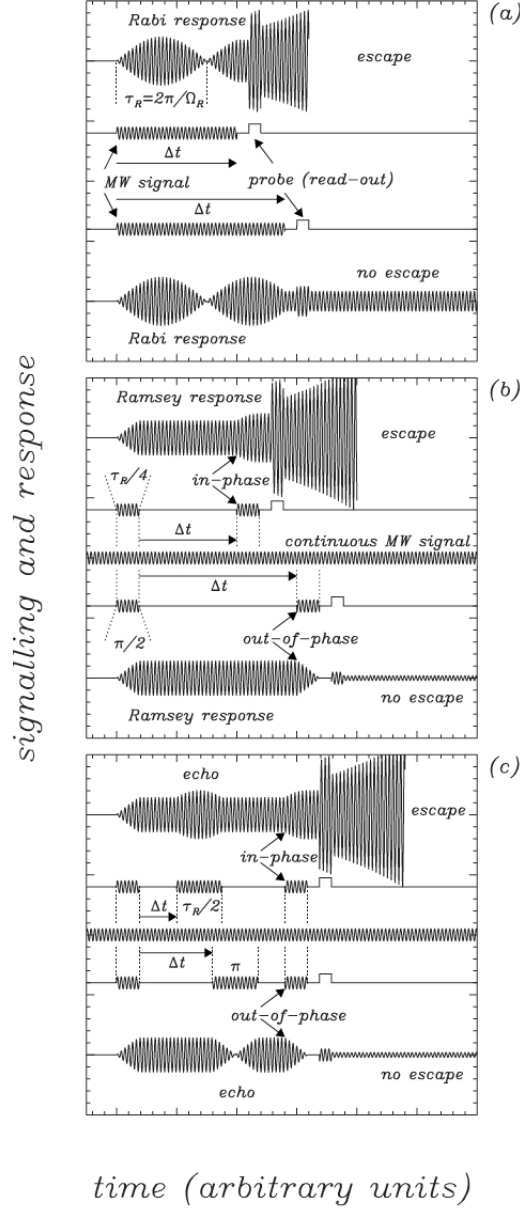 (a)
Rabi response
escape
τR=2π/ΩR
Δt
MW signal
probe (read-out)
Δt
no escape
Rabi response
(b)
Ramsey response
escape
τR/4
in-phase
Δt
continuous MW signal
Δt
π/2
out-of-phase
no escape
Ramsey response
(c)
echo
escape
in-phase
Δt
τR/2
Δt
π
out-of-phase
no escape
echo
signalling and response
time (arbitrary units)